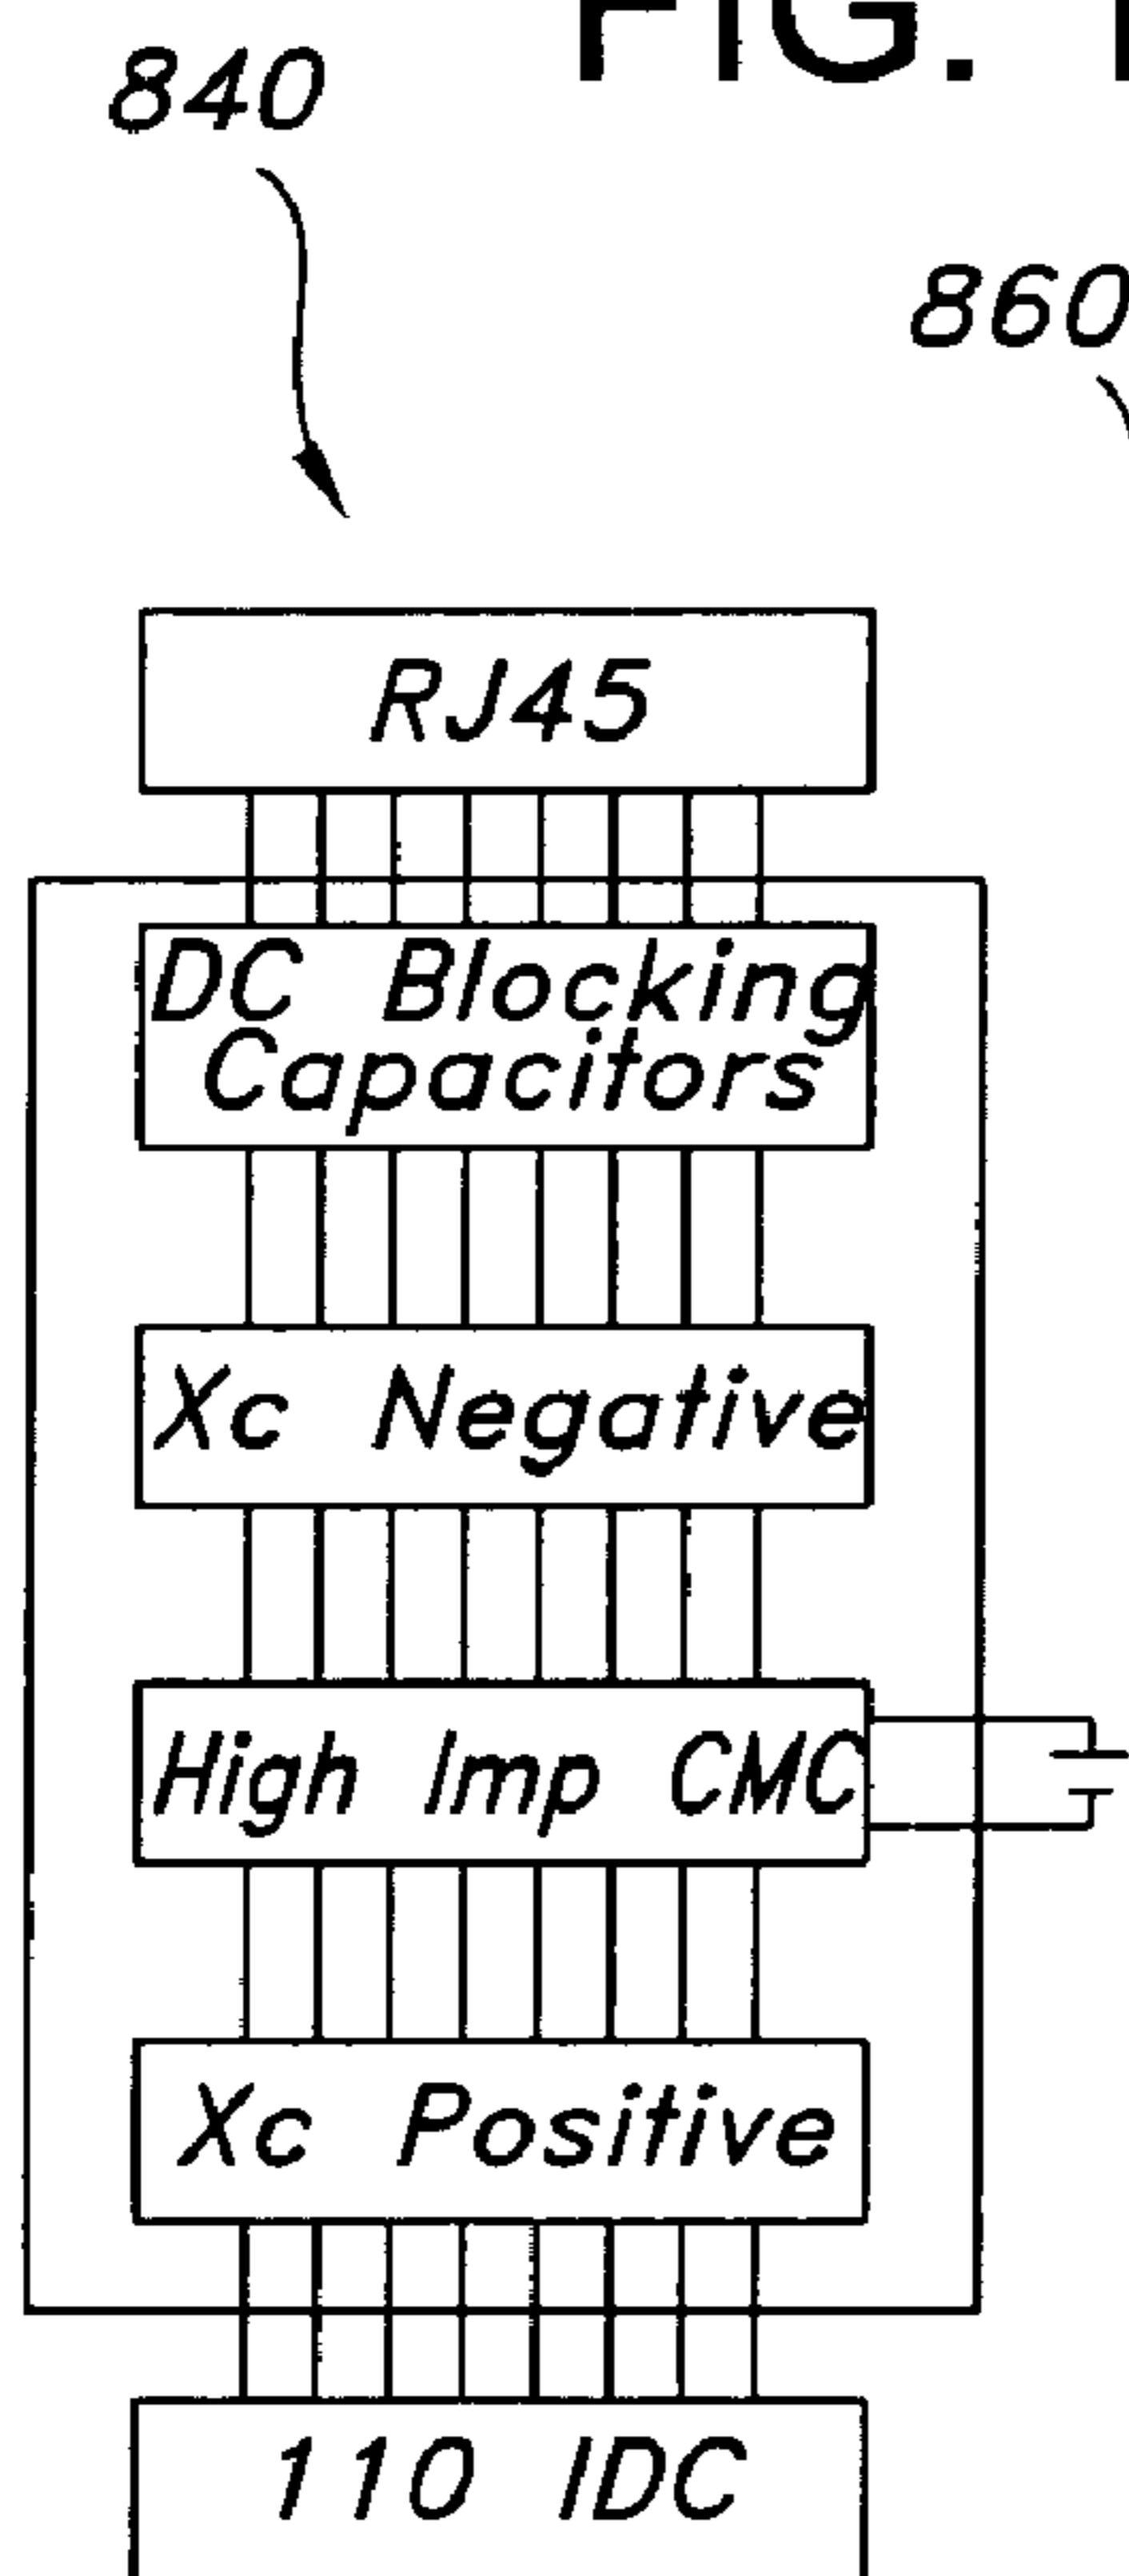 FIG.
840
860
RJ45
DC Blocking
Capacitors
Xc Negative
High Imp CMC
Xc Positive
110 IDC